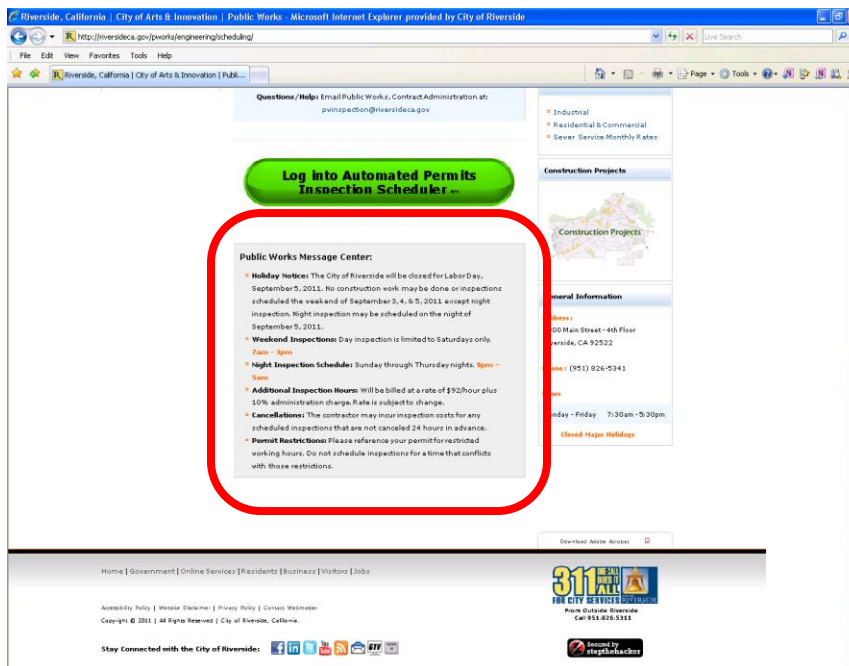 Riverside, California | City of Arts & Innovation | Public Works - Microsoft Internet Explorer provided by City of Riverside
http://riversideca.gov/pworks/engineering/scheduling/
Live Search
File Edit View Favorites Tools Help
Riverside, California | City of Arts & Innovation | Publi...
Page Tools
Questions/Help: Email Public Works, Contract Administration at:
pwinspection@riversideca.gov
Industrial
Residential & Commercial
Sewer Service Monthly Rates
Log into Automated Permits
Inspection Scheduler
Construction Projects
Construction Projects
Public Works Message Center:
Holiday Notice: The City of Riverside will be closed for Labor Day,
September 5, 2011. No construction work may be done or inspections
scheduled the weekend of September 3, 4, & 5, 2011 except night
inspection. Night inspection may be scheduled on the night of
September 5, 2011.
Weekend Inspections: Day inspection is limited to Saturdays only.
7am - 3pm
Night Inspection Schedule: Sunday through Thursday nights. 9pm -
5am
Additional Inspection Hours: Will be billed at a rate of $92/hour plus
10% administration charge. Rate is subject to change.
Cancellations: The contractor may incur inspection costs for any
scheduled inspections that are not canceled 24 hours in advance.
Permit Restrictions: Please reference your permit for restricted
working hours. Do not schedule inspections for a time that conflicts
with those restrictions.
General Information
Main Street - 4th Floor
CA 92522
(951) 826-5341
- Friday 7:30am - 5:30pm
Closed Major Holidays
Download Adobe Acrobat
Home | Government | Online Services | Residents | Business | Visitors | Jobs
Accessibility Policy | Website Disclaimer | Privacy Policy | Contact Webmaster
Copyright © 2011 | All Rights Reserved | City of Riverside, California.
Stay Connected with the City of Riverside:
You Tube
GTV
311 ONE CALL DOES IT ALL
FOR CITY SERVICES RIVERSIDE
From Outside Riverside
Call 951.826.5311
Secured by
stopthehacker